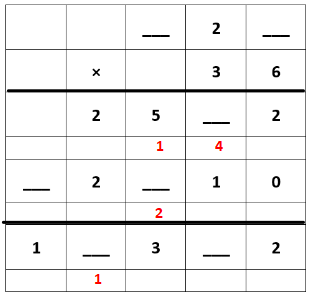 ___ 2 ___
× 3 6
2 5 ___ 2
1 4
___ 2 ___ 1 0
2
1 ___ 3 ___ 2
1